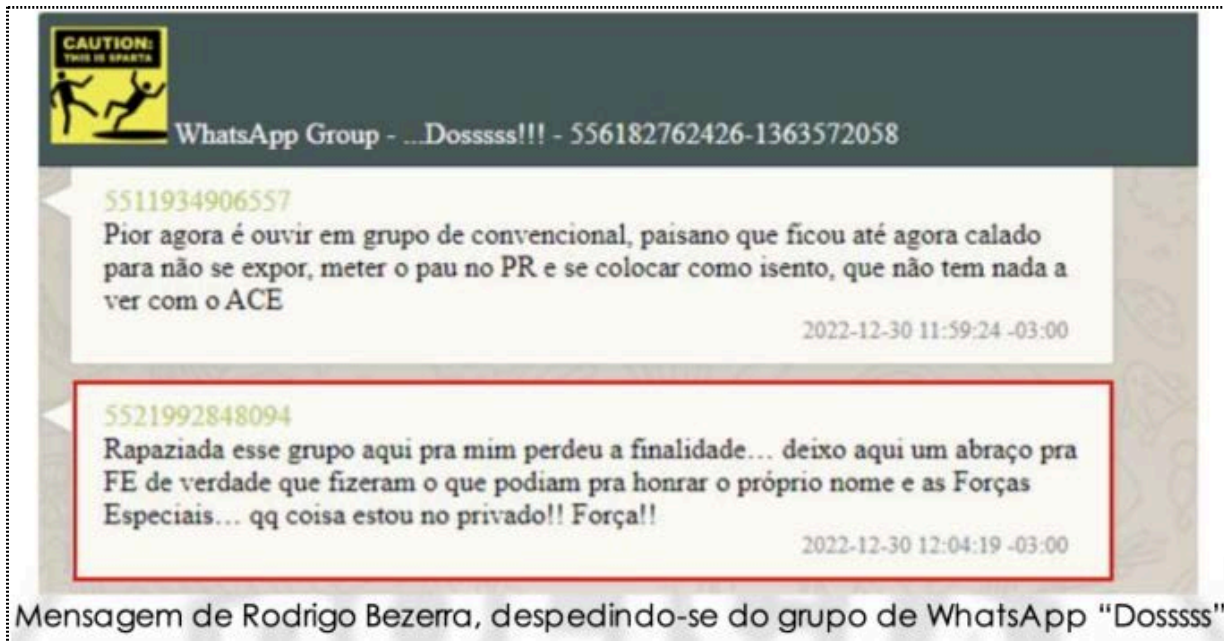 CAUTION:
THIS IS SPARTA
WhatsApp Group - ...Dosssss!!! - 556182762426-1363572058
5511934906557
Pior agora é ouvir em grupo de convencional, paisano que ficou até agora calado
para não se expor, meter o pau no PR e se colocar como isento, que não tem nada a
ver com o ACE
2022-12-30 11:59:24 -03:00
5521992848094
Rapaziada esse grupo aqui pra mim perdeu a finalidade… deixo aqui um abraço pra
FE de verdade que fizeram o que podiam pra honrar o próprio nome e as Forças
Especiais… qq coisa estou no privado!! Força!!
2022-12-30 12:04:19 -03:00
Mensagem de Rodrigo Bezerra, despedindo-se do grupo de WhatsApp “Dosssss”